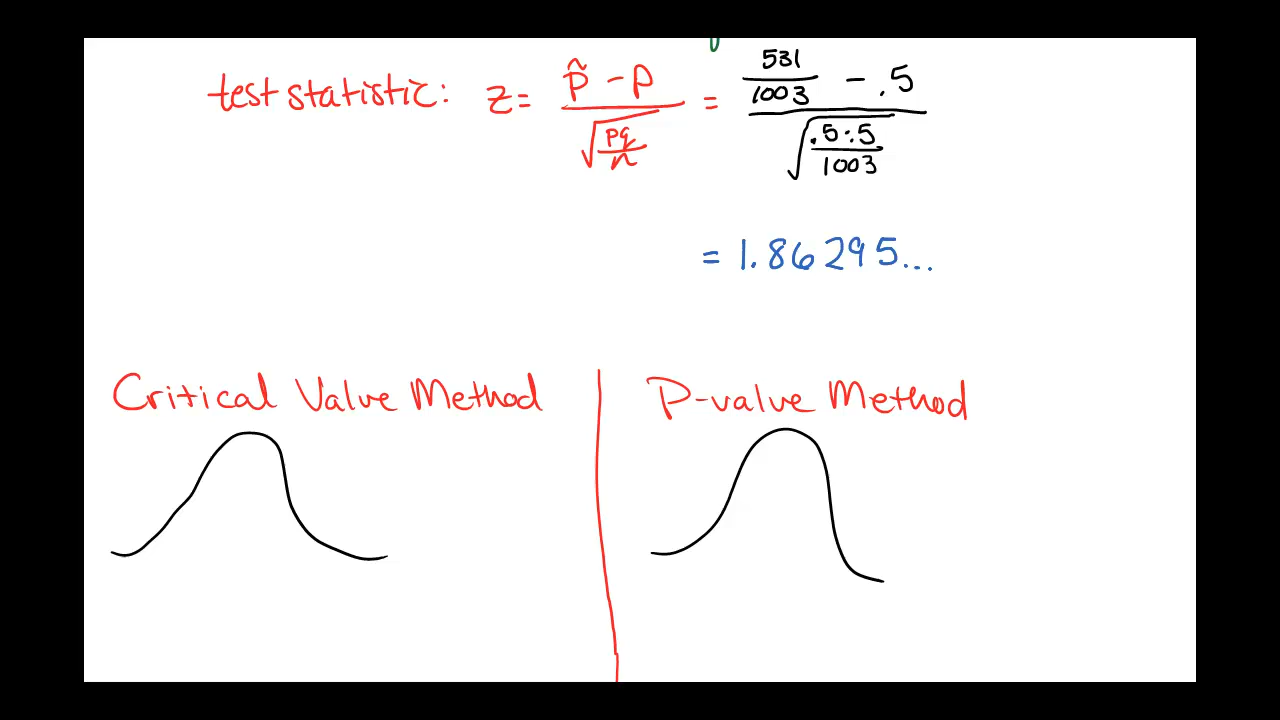 test statistic: z = p̂ - p / √(pq/n) = 531/1003 - .5 / √(.5·.5/1003)
= 1.86295...
Critical Value Method
P-value Method